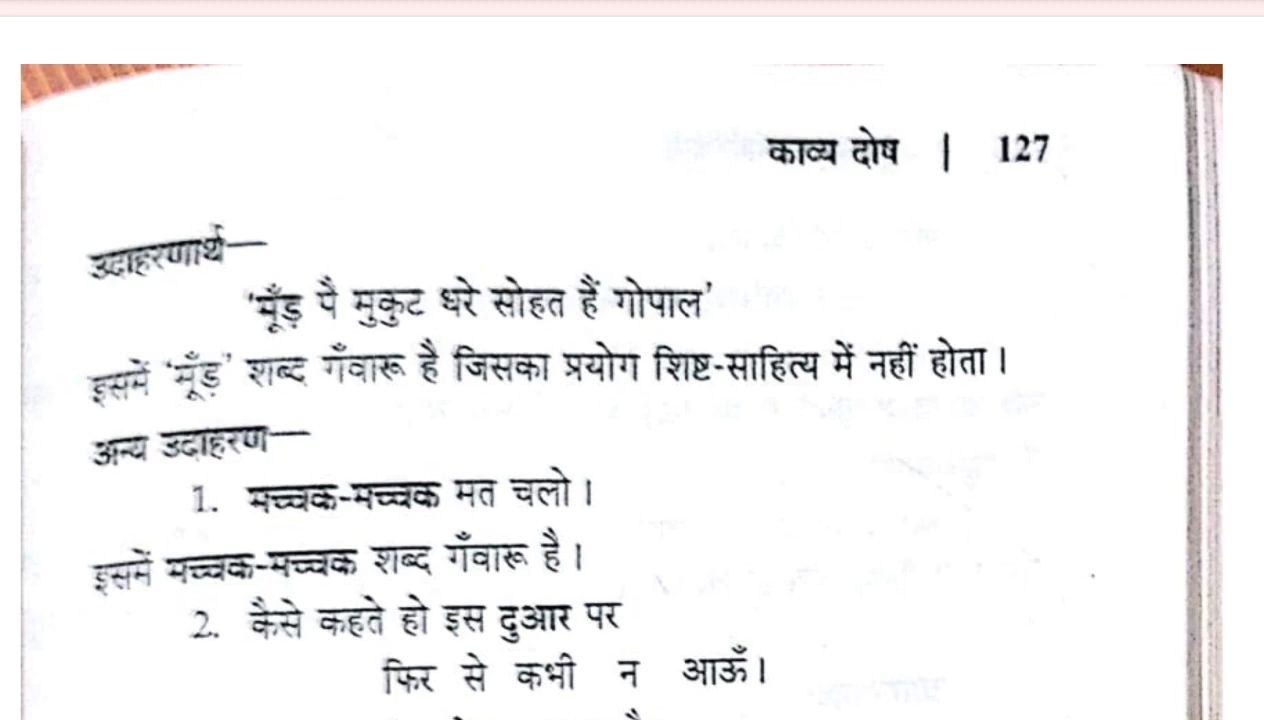 काव्य दोष | 127
उदाहरणार्थ—
'मूँड़ पै मुकुट धरे सोहत हैं गोपाल'
इसमें 'मूँड़' शब्द गँवारू है जिसका प्रयोग शिष्ट-साहित्य में नहीं होता।
अन्य उदाहरण—
1. मच्चक-मच्चक मत चलो।
इसमें मच्चक-मच्चक शब्द गँवारू है।
2. कैसे कहते हो इस दुआर पर
फिर से कभी न आऊँ।